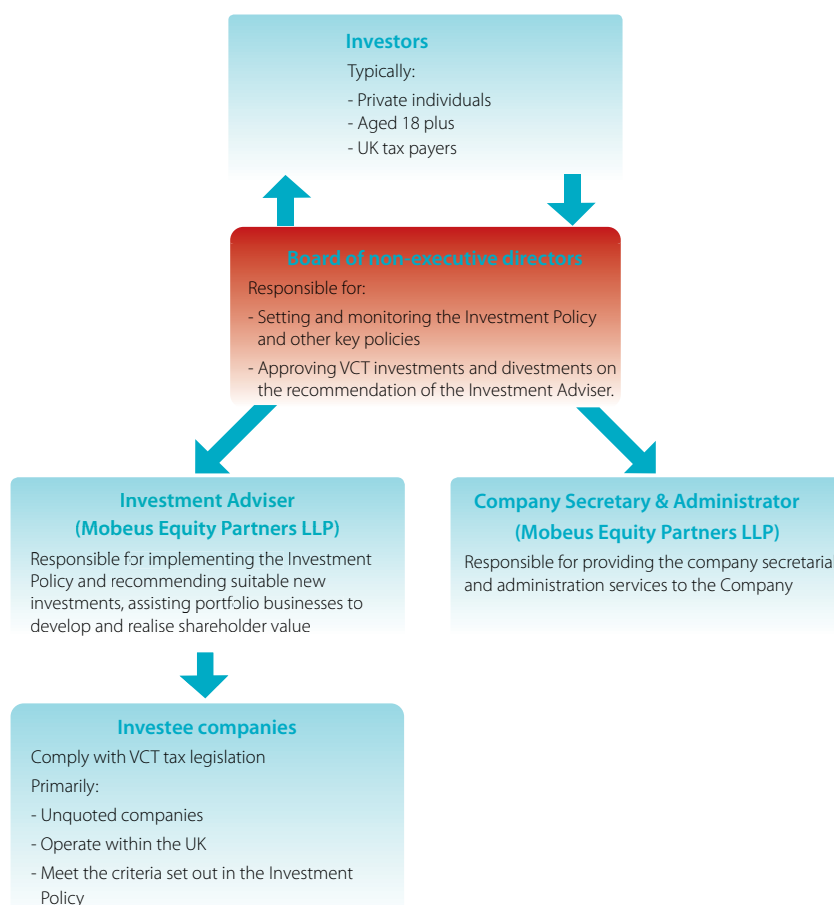 Investors
Typically:
- Private individuals
- Aged 18 plus
- UK tax payers
Board of non-executive directors
Responsible for:
- Setting and monitoring the Investment Policy
and other key policies
- Approving VCT investments and divestments on
the recommendation of the Investment Adviser.
Investment Adviser
(Mobeus Equity Partners LLP)
Responsible for implementing the Investment
Policy and recommending suitable new
investments, assisting portfolio businesses to
develop and realise shareholder value
Company Secretary & Administrator
(Mobeus Equity Partners LLP)
Responsible for providing the company secretarial
and administration services to the Company
Investee companies
Comply with VCT tax legislation
Primarily:
- Unquoted companies
- Operate within the UK
- Meet the criteria set out in the Investment
Policy